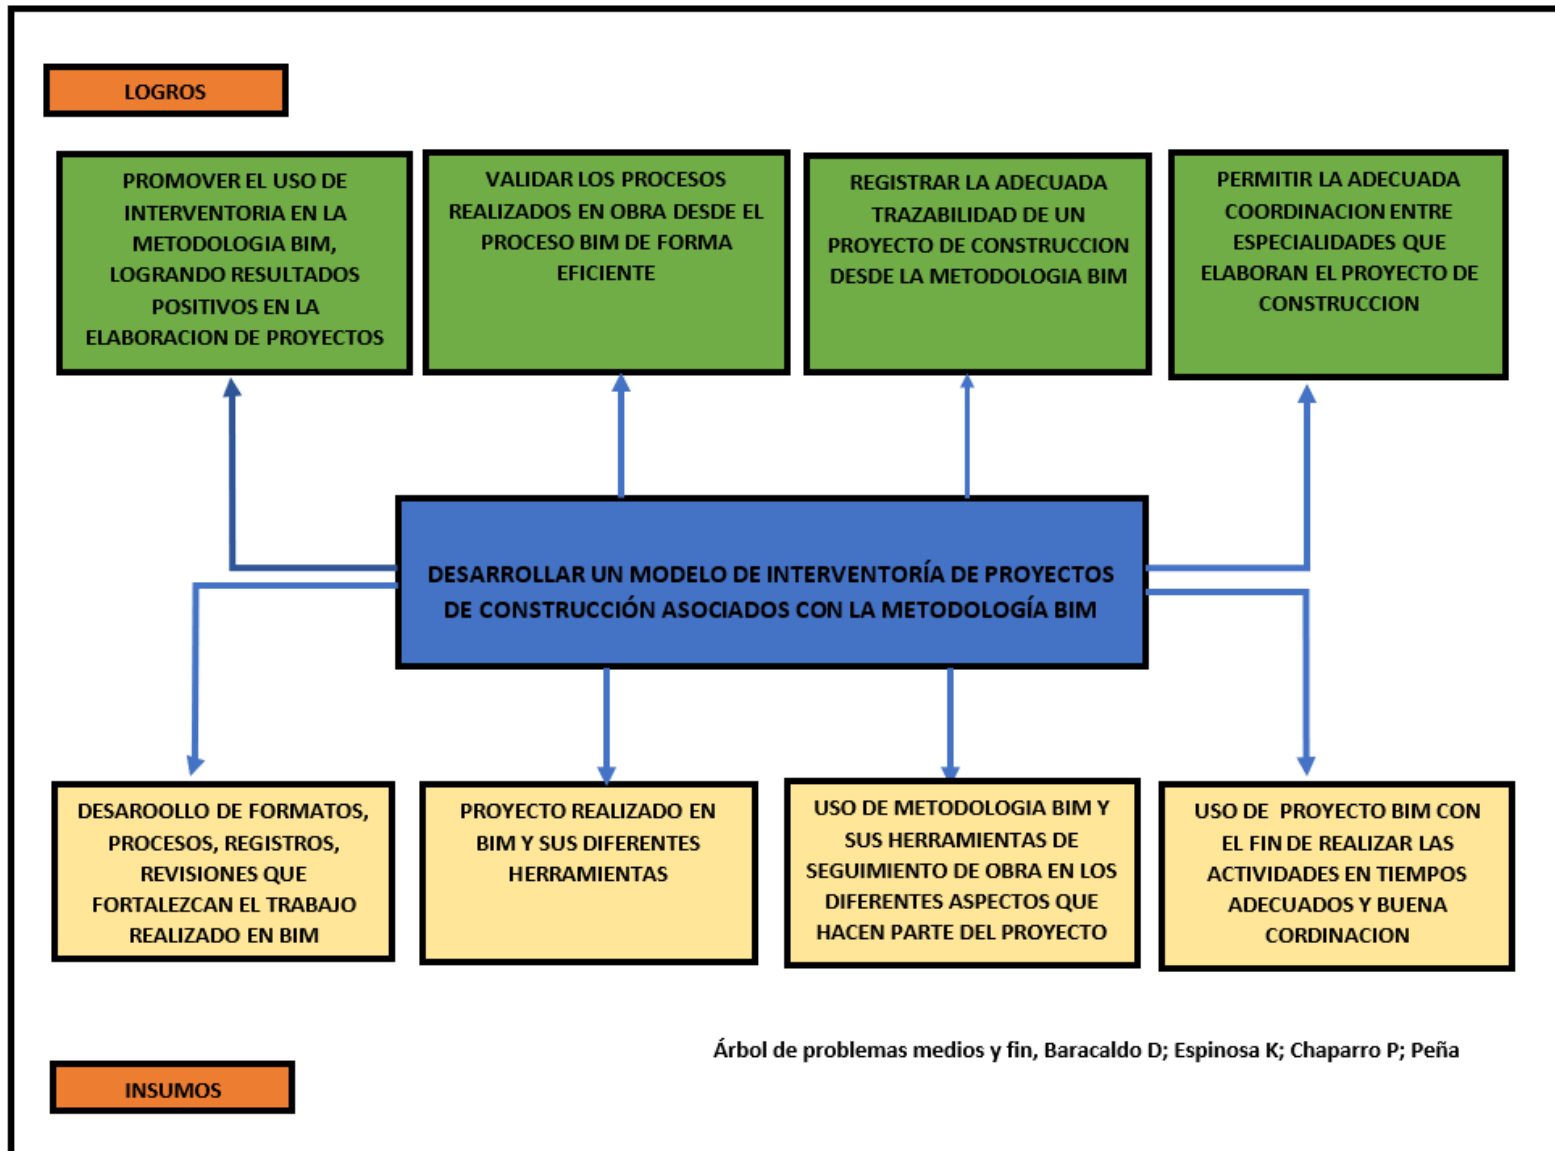 LOGROS
PROMOVER EL USO DE
INTERVENTORIA EN LA
METODOLOGIA BIM,
LOGRANDO RESULTADOS
POSITIVOS EN LA
ELABORACION DE PROYECTOS
VALIDAR LOS PROCESOS
REALIZADOS EN OBRA DESDE EL
PROCESO BIM DE FORMA
EFICIENTE
REGISTRAR LA ADECUADA
TRAZABILIDAD DE UN
PROYECTO DE CONSTRUCCION
DESDE LA METODOLOGIA BIM
PERMITIR LA ADECUADA
COORDINACION ENTRE
ESPECIALIDADES QUE
ELABORAN EL PROYECTO DE
CONSTRUCCION
DESARROLLAR UN MODELO DE INTERVENTORÍA DE PROYECTOS
DE CONSTRUCCIÓN ASOCIADOS CON LA METODOLOGÍA BIM
DESAROOLLO DE FORMATOS,
PROCESOS, REGISTROS,
REVISIONES QUE
FORTALEZCAN EL TRABAJO
REALIZADO EN BIM
PROYECTO REALIZADO EN
BIM Y SUS DIFERENTES
HERRAMIENTAS
USO DE METODOLOGIA BIM Y
SUS HERRAMIENTAS DE
SEGUIMIENTO DE OBRA EN LOS
DIFERENTES ASPECTOS QUE
HACEN PARTE DEL PROYECTO
USO DE PROYECTO BIM CON
EL FIN DE REALIZAR LAS
ACTIVIDADES EN TIEMPOS
ADECUADOS Y BUENA
CORDINACION
Árbol de problemas medios y fin, Baracaldo D; Espinosa K; Chaparro P; Peña
INSUMOS